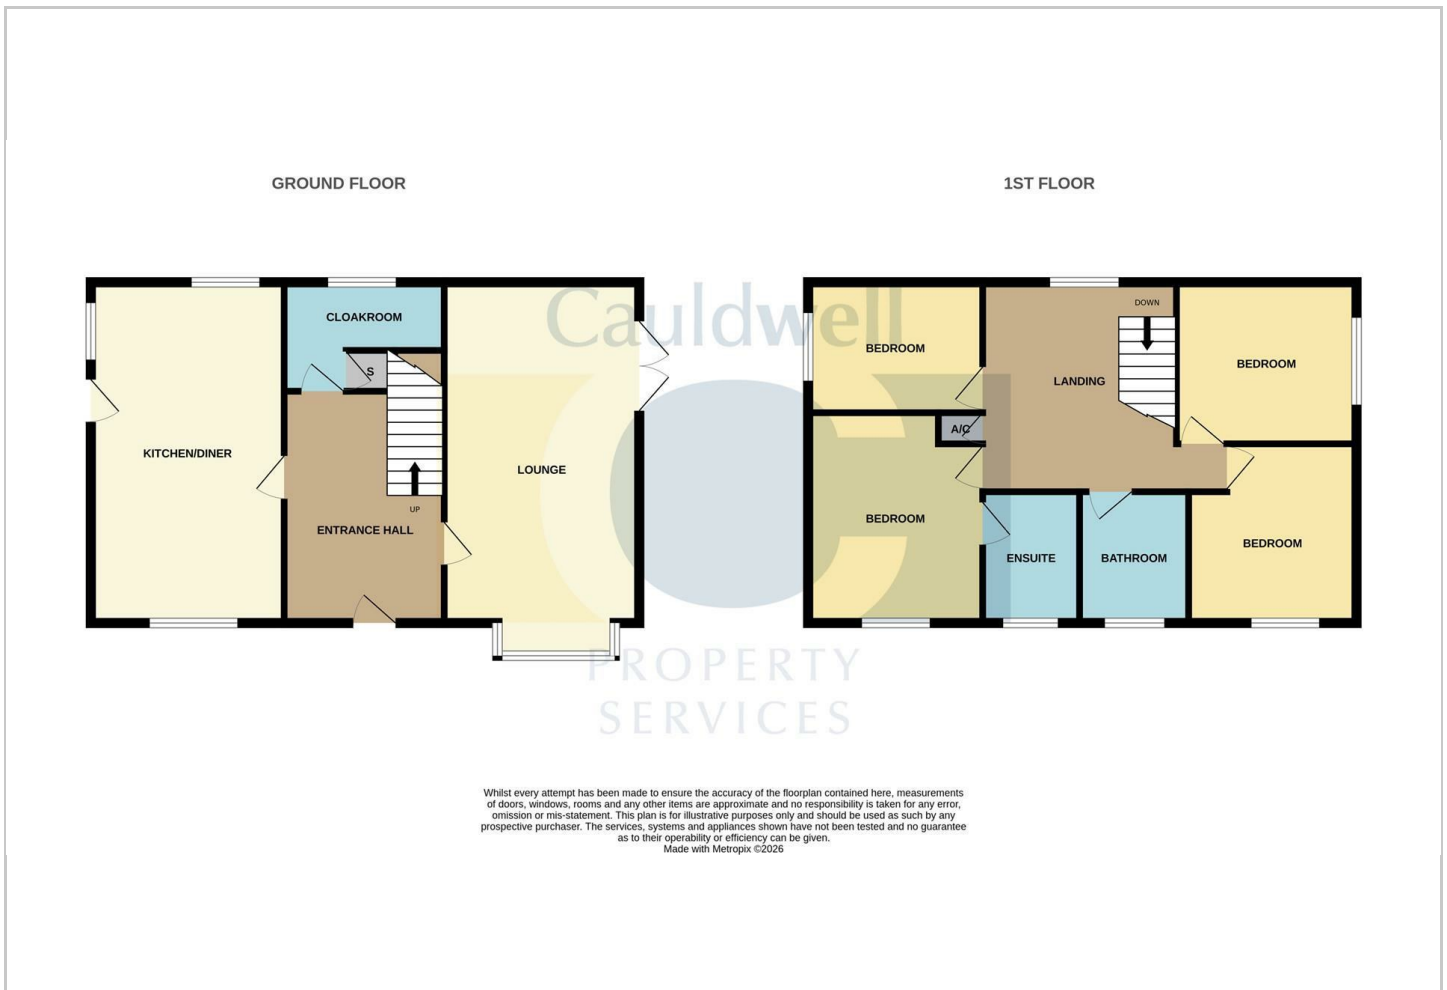 GROUND FLOOR
1ST FLOOR
Cauldwell
CLOAKROOM
S
KITCHEN/DINER
LOUNGE
UP
ENTRANCE HALL
DOWN
BEDROOM
LANDING
BEDROOM
A/C
BEDROOM
ENSUITE
BATHROOM
BEDROOM
PROPERTY
SERVICES
Whilst every attempt has been made to ensure the accuracy of the floorplan contained here, measurements
of doors, windows, rooms and any other items are approximate and no responsibility is taken for any error,
omission or mis-statement. This plan is for illustrative purposes only and should be used as such by any
prospective purchaser. The services, systems and appliances shown have not been tested and no guarantee
as to their operability or efficiency can be given.
Made with Metropix ©2026